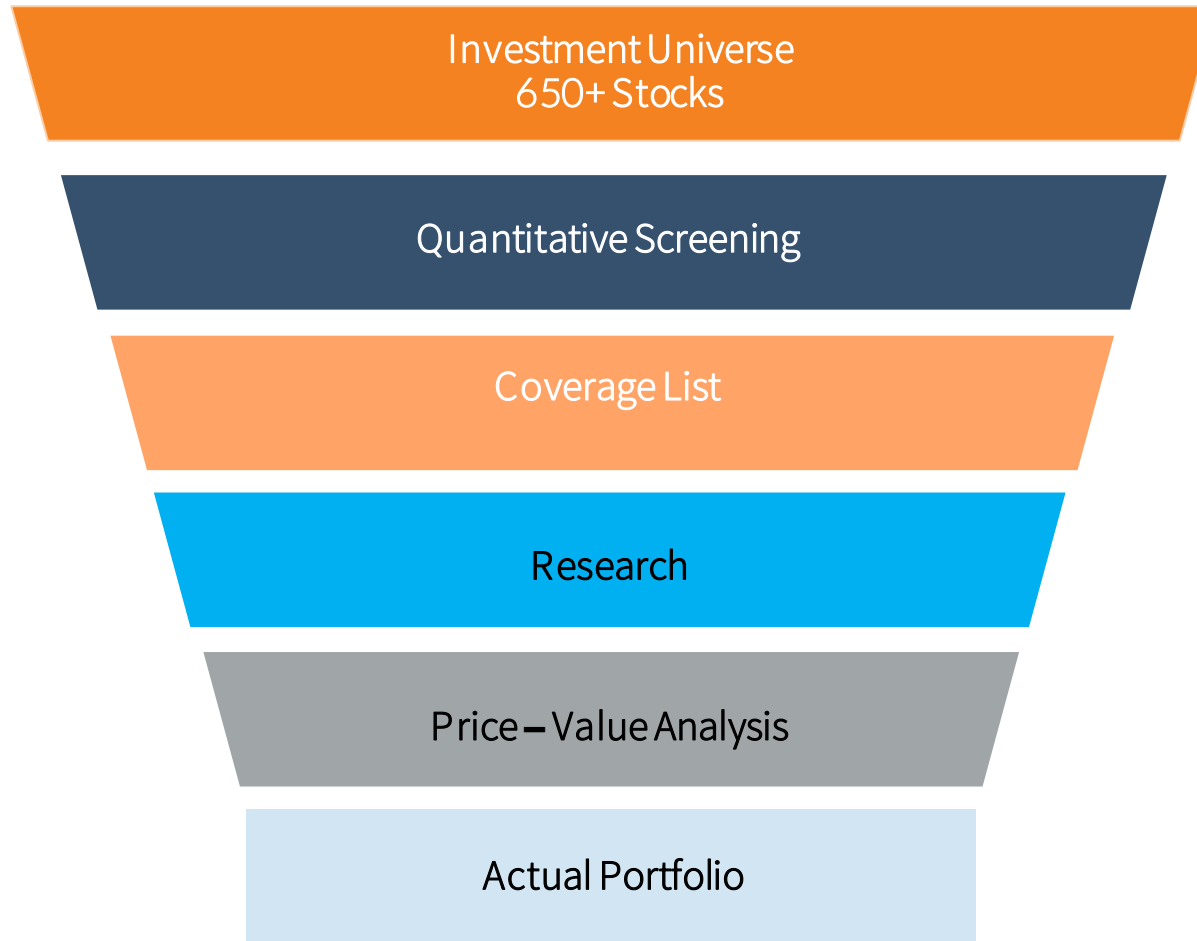 Investment Universe
650+ Stocks
Quantitative Screening
Coverage List
Research
Price – Value Analysis
Actual Portfolio